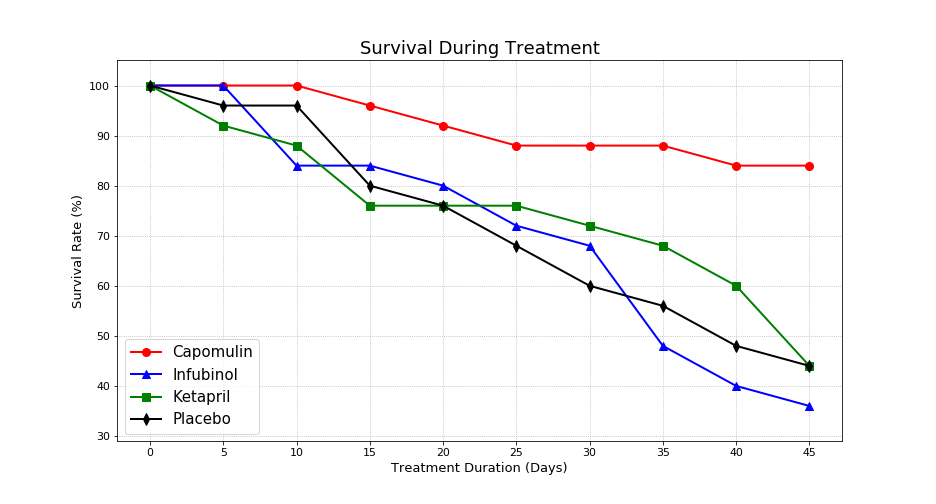 Survival During Treatment
Survival Rate (%)
100
90
80
70
60
50
40
30
Capomulin
Infubinol
Ketapril
Placebo
0 5 10 15 20 25 30 35 40 45
Treatment Duration (Days)